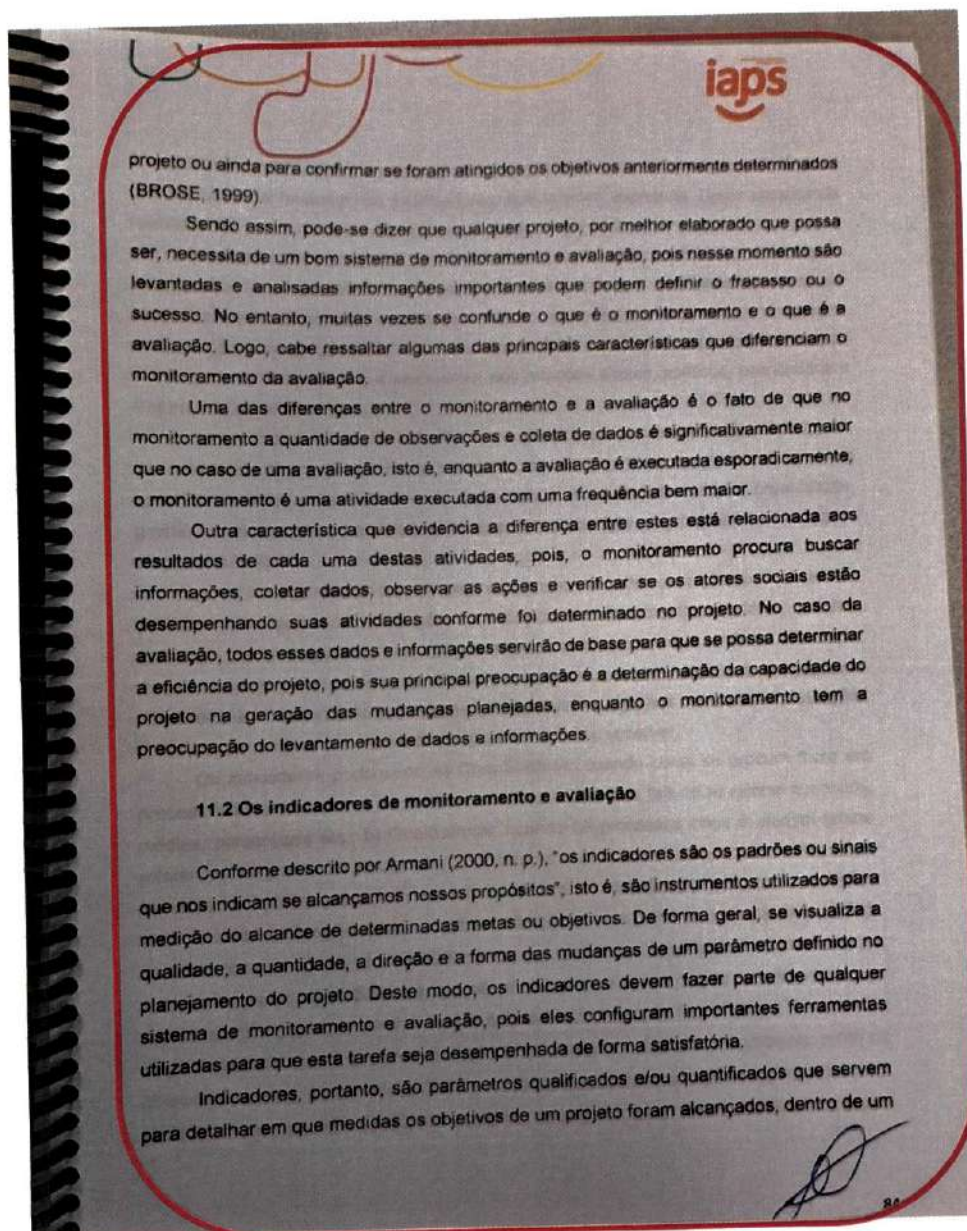 iaps
projeto ou ainda para confirmar se foram atingidos os objetivos anteriormente determinados
(BROSE, 1999).
Sendo assim, pode-se dizer que qualquer projeto, por melhor elaborado que possa
ser, necessita de um bom sistema de monitoramento e avaliação, pois nesse momento são
levantadas e analisadas informações importantes que podem definir o fracasso ou o
sucesso. No entanto, muitas vezes se confunde o que é o monitoramento e o que é a
avaliação. Logo, cabe ressaltar algumas das principais características que diferenciam o
monitoramento da avaliação.
Uma das diferenças entre o monitoramento e a avaliação é o fato de que no
monitoramento a quantidade de observações e coleta de dados é significativamente maior
que no caso de uma avaliação, isto é, enquanto a avaliação é executada esporadicamente,
o monitoramento é uma atividade executada com uma frequência bem maior.
Outra característica que evidencia a diferença entre estes está relacionada aos
resultados de cada uma destas atividades, pois, o monitoramento procura buscar
informações, coletar dados, observar as ações e verificar se os atores sociais estão
desempenhando suas atividades conforme foi determinado no projeto. No caso da
avaliação, todos esses dados e informações servirão de base para que se possa determinar
a eficiência do projeto, pois sua principal preocupação é a determinação da capacidade do
projeto na geração das mudanças planejadas, enquanto o monitoramento tem a
preocupação do levantamento de dados e informações.
11.2 Os indicadores de monitoramento e avaliação
Conforme descrito por Armani (2000, n. p.), "os indicadores são os padrões ou sinais
que nos indicam se alcançamos nossos propósitos", isto é, são instrumentos utilizados para
medição do alcance de determinadas metas ou objetivos. De forma geral, se visualiza a
qualidade, a quantidade, a direção e a forma das mudanças de um parâmetro definido no
planejamento do projeto. Deste modo, os indicadores devem fazer parte de qualquer
sistema de monitoramento e avaliação, pois eles configuram importantes ferramentas
utilizadas para que esta tarefa seja desempenhada de forma satisfatória.
Indicadores, portanto, são parâmetros qualificados e/ou quantificados que servem
para detalhar em que medidas os objetivos de um projeto foram alcançados, dentro de um